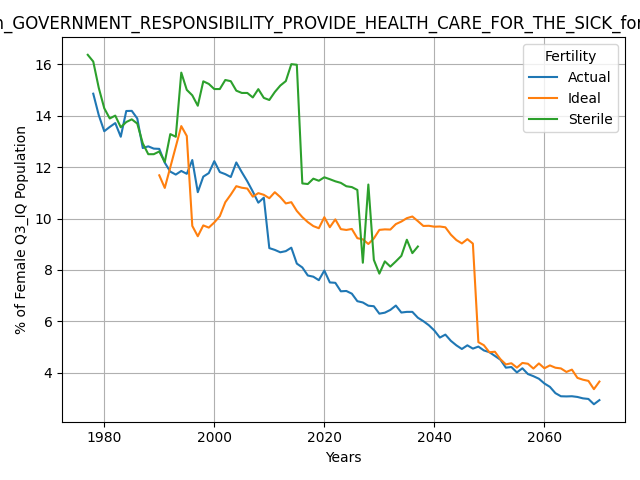 GOVERNMENT_RESPONSIBILITY_PROVIDE_HEALTH_CARE_FOR_THE_SICK
% of Female Q3_IQ Population
16
14
12
10
8
6
4
1980
2000
2020
2040
2060
Years
Fertility
Actual
Ideal
Sterile